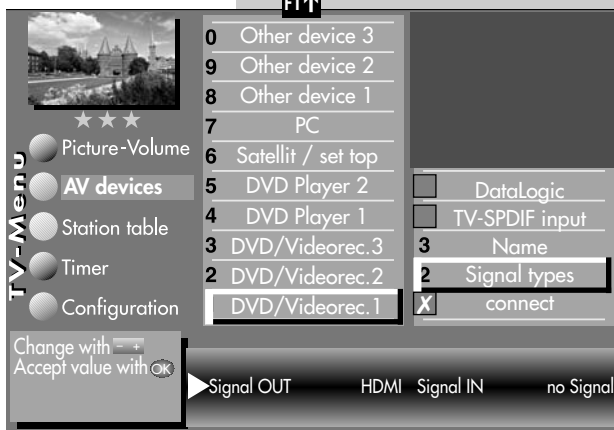 F1↑
0 Other device 3
9 Other device 2
8 Other device 1
7 PC
6 Satellit / set top
5 DVD Player 2
4 DVD Player 1
3 DVD/Videorec.3
2 DVD/Videorec.2
DVD/Videorec.1
TV-Menu
Picture-Volume
AV devices
Station table
Timer
Configuration
DataLogic
TV-SPDIF input
3 Name
2 Signal types
X connect
Change with - +
Accept value with OK
Signal OUT HDMI Signal IN no Signal